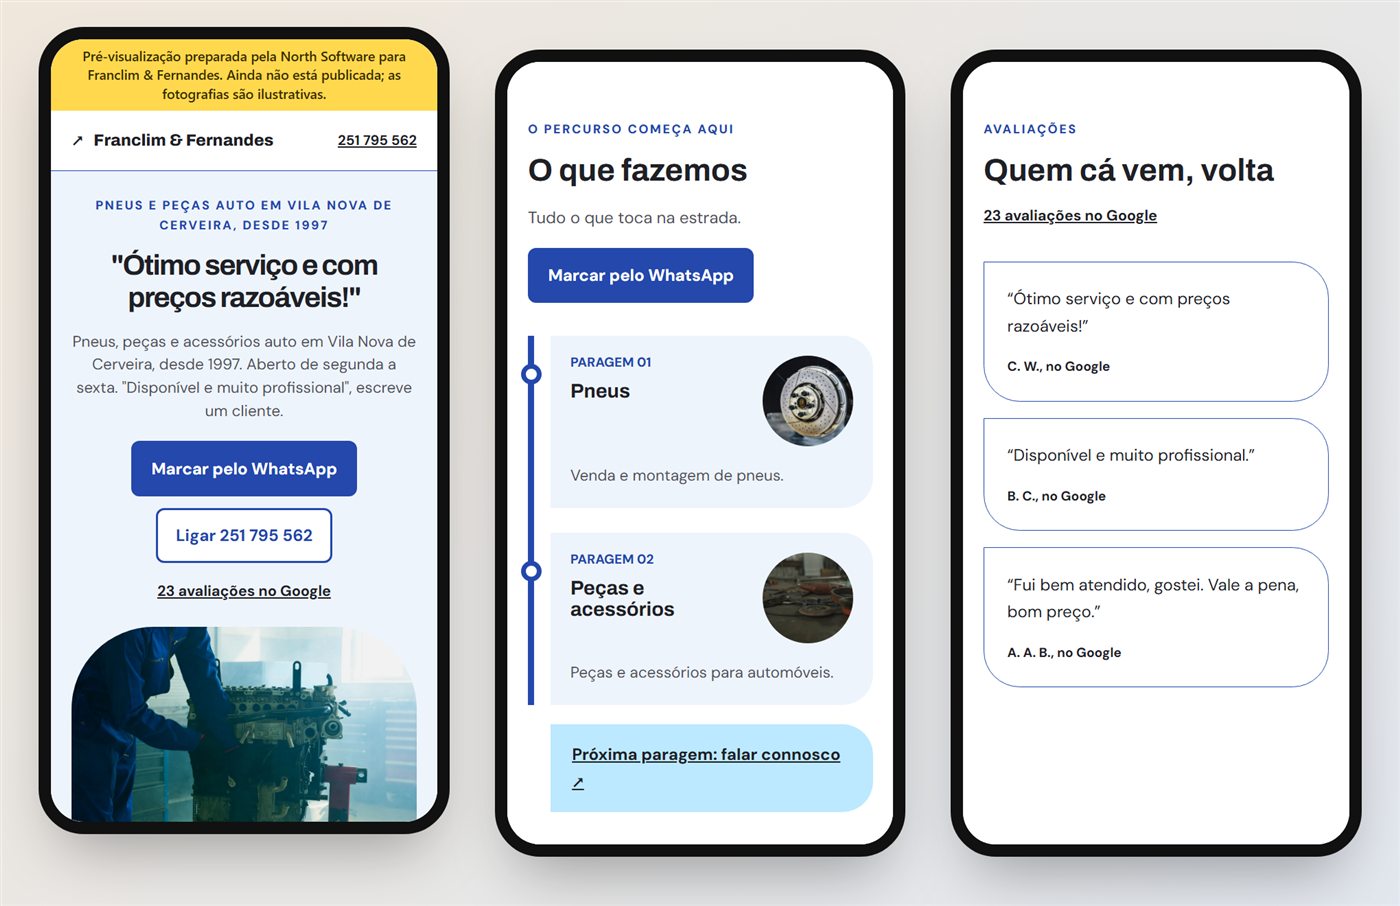 Pré-visualização preparada pela North Software para
Franclim & Fernandes. Ainda não está publicada; as
fotografias são ilustrativas.
↗ Franclim & Fernandes
251 795 562
PNEUS E PEÇAS AUTO EM VILA NOVA DE
CERVEIRA, DESDE 1997
"Ótimo serviço e com
preços razoáveis!"
Pneus, peças e acessórios auto em Vila Nova de
Cerveira, desde 1997. Aberto de segunda a
sexta. "Disponível e muito profissional", escreve
um cliente.
Marcar pelo WhatsApp
Ligar 251 795 562
23 avaliações no Google
O PERCURSO COMEÇA AQUI
O que fazemos
Tudo o que toca na estrada.
Marcar pelo WhatsApp
PARAGEM 01
Pneus
Venda e montagem de pneus.
PARAGEM 02
Peças e
acessórios
Peças e acessórios para automóveis.
Próxima paragem: falar connosco
↗
AVALIAÇÕES
Quem cá vem, volta
23 avaliações no Google
“Ótimo serviço e com preços
razoáveis!”
C. W., no Google
“Disponível e muito profissional.”
B. C., no Google
“Fui bem atendido, gostei. Vale a pena,
bom preço.”
A. A. B., no Google